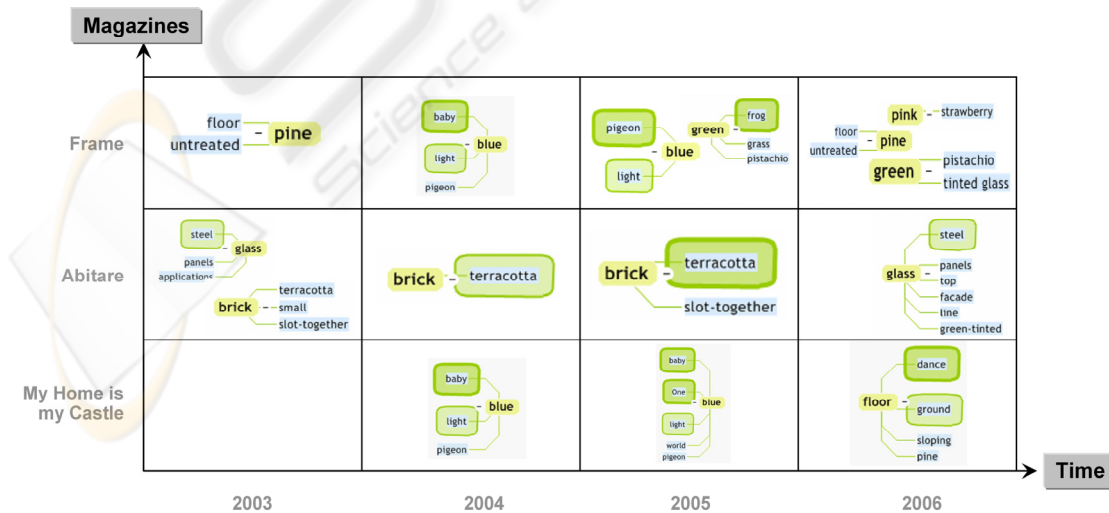 Magazines
Science a
Frame
floor
untreated
– pine
baby
light
pigeon
– blue
pigeon
light
– blue
green –
frog
grass
pistachio
pink – strawberry
floor
untreated
– pine
green –
pistachio
tinted glass
Abitare
steel
panels
applications
– glass
brick –
terracotta
small
slot-together
brick – terracotta
brick –
terracotta
slot-together
glass –
steel
panels
top
facade
line
green-tinted
My Home is
my Castle
baby
light
pigeon
– blue
baby
One
light
world
pigeon
– blue
floor –
dance
ground
sloping
pine
Time
2003
2004
2005
2006